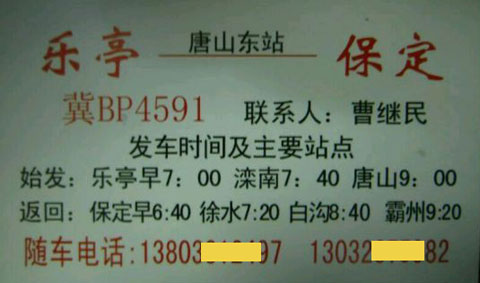 乐亭 唐山东站 保定
冀BP4591 联系人：曹继民
发车时间及主要站点
始发：乐亭早7：00 滦南7：40 唐山9：00
返回：保定早6:40 徐水7:20 白沟8:40 霸州9:20
随车电话:13803 97 13032 82